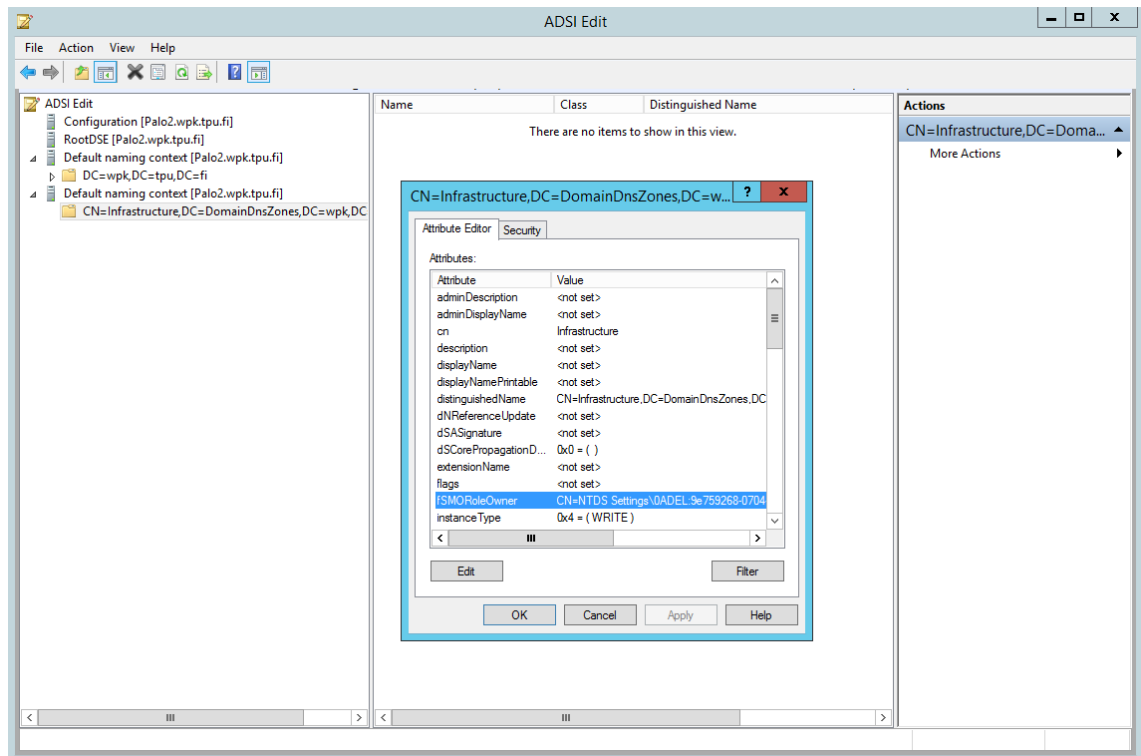 ADSI Edit
File Action View Help
ADSI Edit
Configuration [Palo2.wpk.tpu.fi]
RootDSE [Palo2.wpk.tpu.fi]
Default naming context [Palo2.wpk.tpu.fi]
DC=wpk,DC=tpu,DC=fi
Default naming context [Palo2.wpk.tpu.fi]
CN=Infrastructure,DC=DomainDnsZones,DC=wpk,DC
Name Class Distinguished Name
There are no items to show in this view.
Actions
CN=Infrastructure,DC=Doma...
More Actions
CN=Infrastructure,DC=DomainDnsZones,DC=w...
Attribute Editor Security
Attributes:
Attribute Value
adminDescription <not set>
adminDisplayName <not set>
cn Infrastructure
description <not set>
displayName <not set>
displayNamePrintable <not set>
distinguishedName CN=Infrastructure,DC=DomainDnsZones,DC
dNReferenceUpdate <not set>
dSASignature <not set>
dSCorePropagationD... 0x0 = ( )
extensionName <not set>
flags <not set>
fSMORoleOwner CN=NTDS Settings\0ADEL:9e759268-0704
instanceType 0x4 = ( WRITE )
Edit Filter
OK Cancel Apply Help